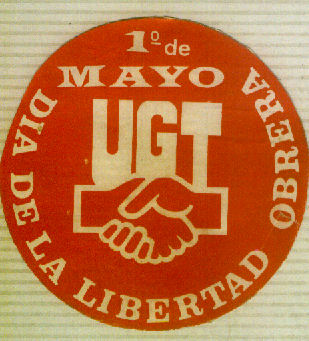 1º de
MAYO
UGT
DIA DE LA LIBERTAD OBRERA